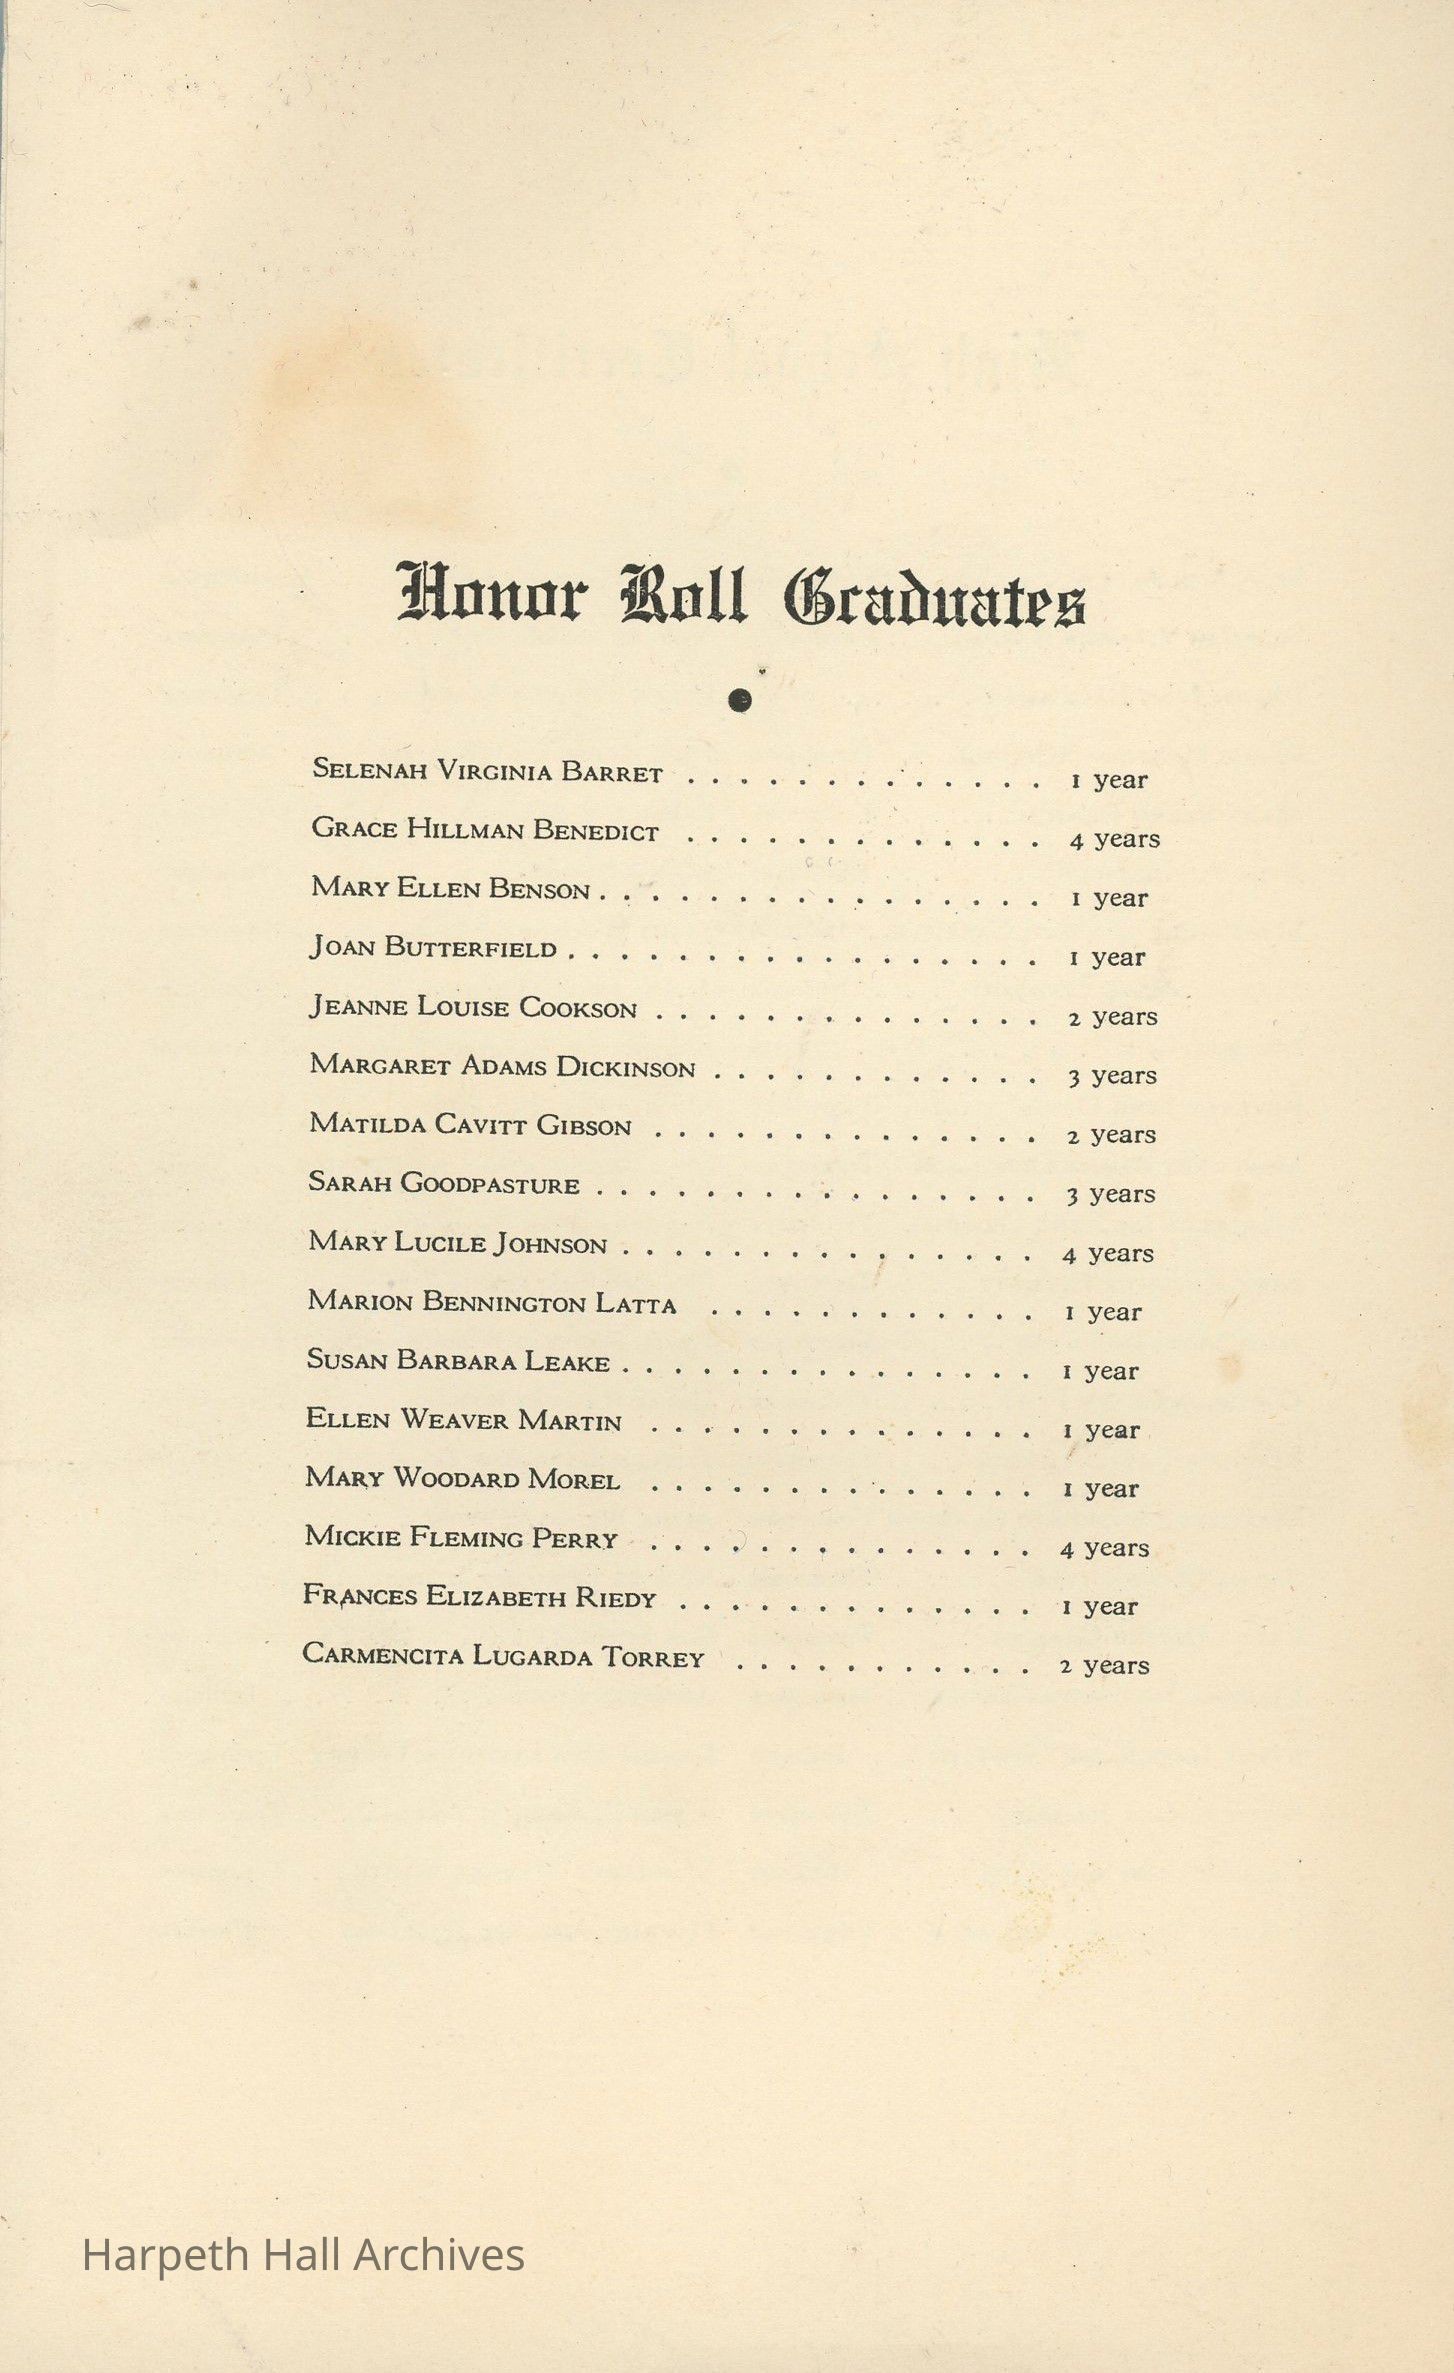 Honor Roll Graduates
SELENAH VIRGINIA BARRET . . . . . . . . . . . . . 1 year
GRACE HILLMAN BENEDICT . . . . . . . . . . . . . 4 years
MARY ELLEN BENSON . . . . . . . . . . . . . . . . 1 year
JOAN BUTTERFIELD . . . . . . . . . . . . . . . . . 1 year
JEANNE LOUISE COOKSON . . . . . . . . . . . . . . 2 years
MARGARET ADAMS DICKINSON . . . . . . . . . . . . 3 years
MATILDA CAVITT GIBSON . . . . . . . . . . . . . . 2 years
SARAH GOODPASTURE . . . . . . . . . . . . . . . . 3 years
MARY LUCILE JOHNSON . . . . . . . . . . . . . . . 4 years
MARION BENNINGTON LATTA . . . . . . . . . . . . 1 year
SUSAN BARBARA LEAKE . . . . . . . . . . . . . . . 1 year
ELLEN WEAVER MARTIN . . . . . . . . . . . . . . 1 year
MARY WOODARD MOREL . . . . . . . . . . . . . . 1 year
MICKIE FLEMING PERRY . . . . . . . . . . . . . . 4 years
FRANCES ELIZABETH RIEDY . . . . . . . . . . . . . 1 year
CARMENCITA LUGARDA TORREY . . . . . . . . . . . 2 years
Harpeth Hall Archives